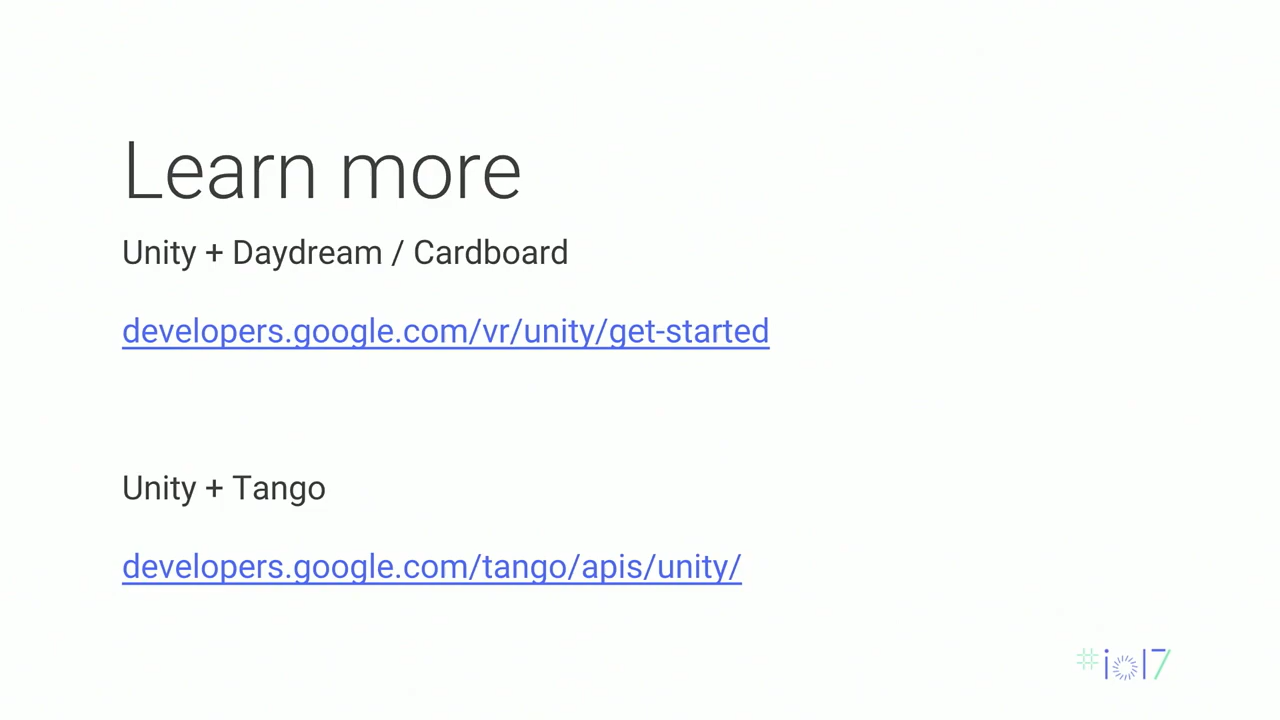 Learn more
Unity + Daydream / Cardboard
developers.google.com/vr/unity/get-started
Unity + Tango
developers.google.com/tango/apis/unity/
#io17